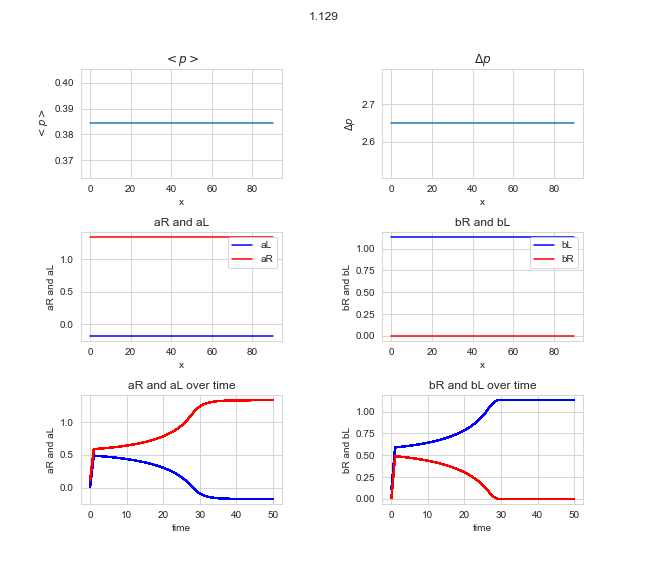 1.129
<p>
<p>
0.40
0.39
0.38
0.37
0 20 40 60 80
x
Δp
Δp
2.7
2.6
0 20 40 60 80
x
aR and aL
aR and aL
1.0
0.5
0.0
aL
aR
0 20 40 60 80
x
bR and bL
bR and bL
1.00
0.75
0.50
0.25
0.00
bL
bR
0 20 40 60 80
x
aR and aL over time
aR and aL
1.0
0.5
0.0
0 10 20 30 40 50
time
bR and bL over time
bR and bL
1.00
0.75
0.50
0.25
0.00
0 10 20 30 40 50
time